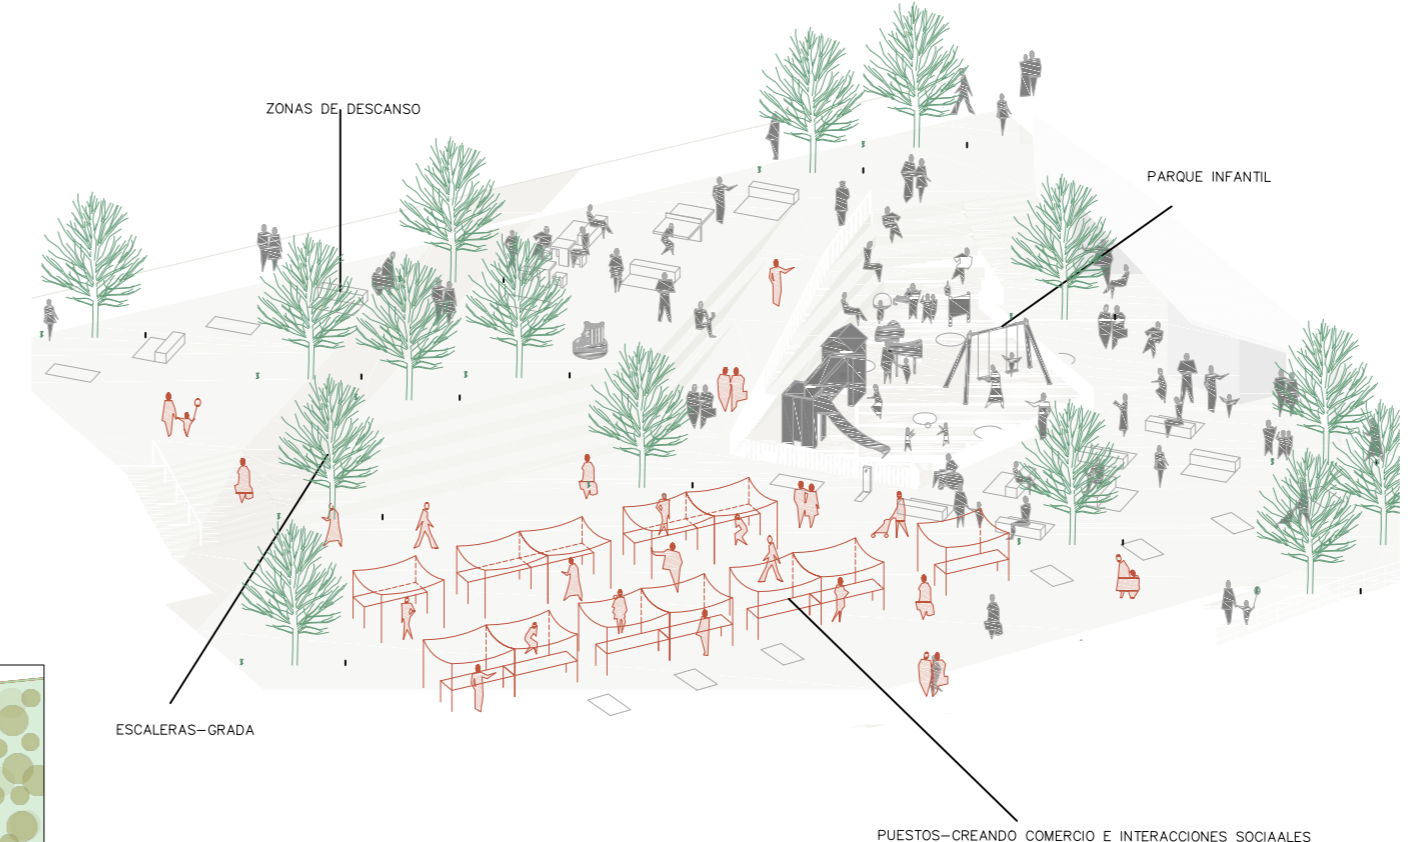 ZONAS DE DESCANSO
PARQUE INFANTIL
ESCALERAS-GRADA
PUESTOS-CREANDO COMERCIO E INTERACCIONES SOCIAALES